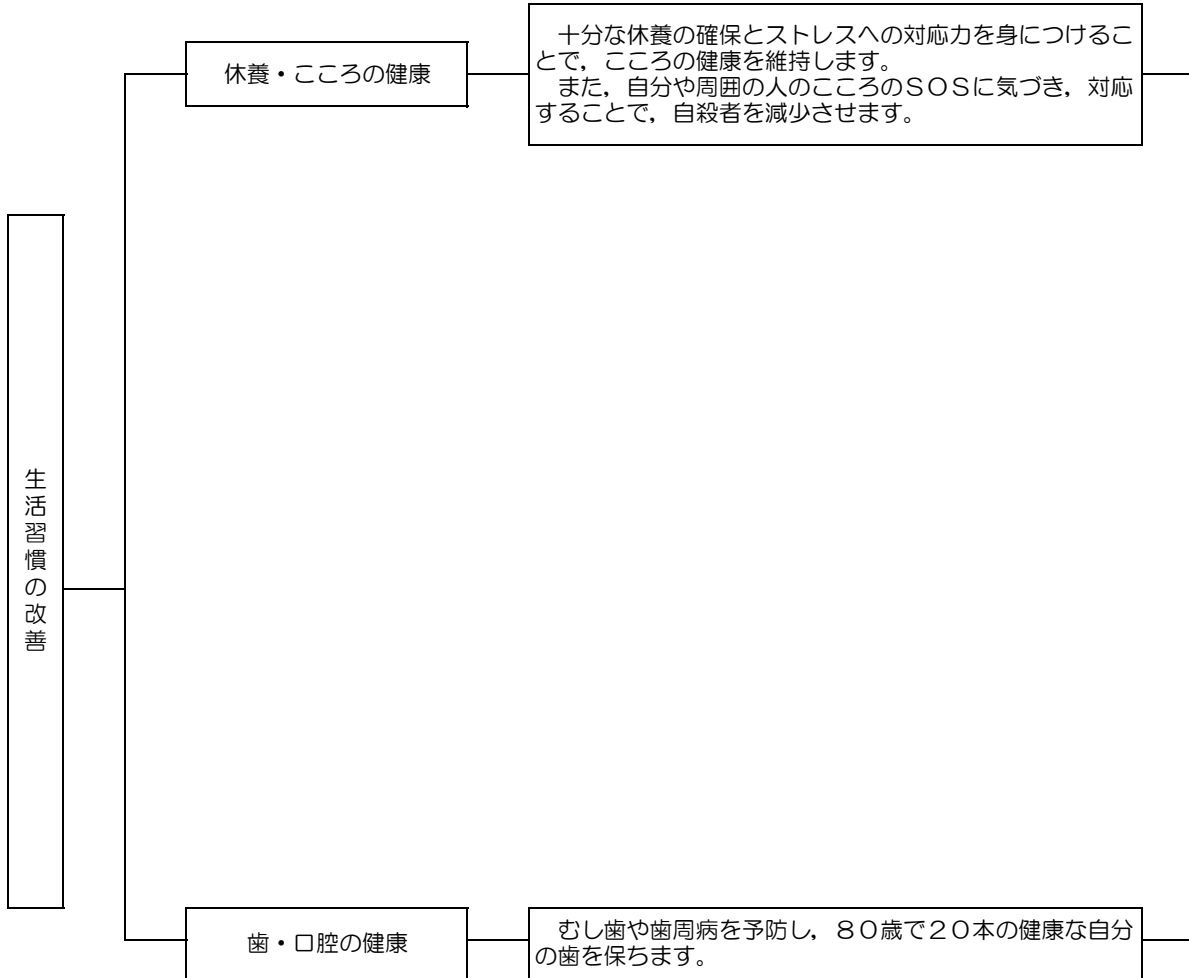 生活習慣の改善
休養・こころの健康
　十分な休養の確保とストレスへの対応力を身につけるこ
とで，こころの健康を維持します。
　また，自分や周囲の人のこころのＳＯＳに気づき，対応
することで，自殺者を減少させます。
歯・口腔の健康
　むし歯や歯周病を予防し，８０歳で２０本の健康な自分
の歯を保ちます。